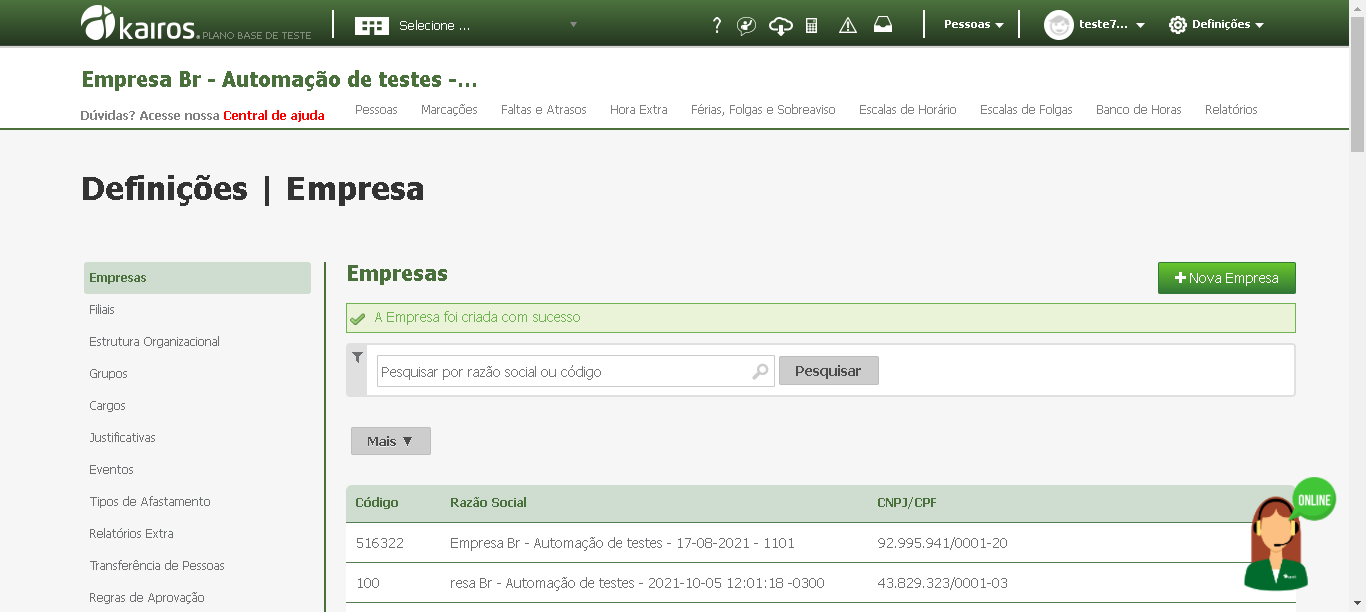 kairos. PLANO BASE DE TESTE
Selecione ...
?
Pessoas
teste7...
Definições
Empresa Br - Automação de testes -...
Dúvidas? Acesse nossa Central de ajuda
Pessoas Marcações Faltas e Atrasos Hora Extra Férias, Folgas e Sobreaviso Escalas de Horário Escalas de Folgas Banco de Horas Relatórios
Definições | Empresa
Empresas
Filiais
Estrutura Organizacional
Grupos
Cargos
Justificativas
Eventos
Tipos de Afastamento
Relatórios Extra
Transferência de Pessoas
Regras de Aprovação
Empresas
+ Nova Empresa
A Empresa foi criada com sucesso
Pesquisar por razão social ou código
Pesquisar
Mais ▼
Código Razão Social CNPJ/CPF
516322 Empresa Br - Automação de testes - 17-08-2021 - 1101 92.995.941/0001-20
100 resa Br - Automação de testes - 2021-10-05 12:01:18 -0300 43.829.323/0001-03
ONLINE